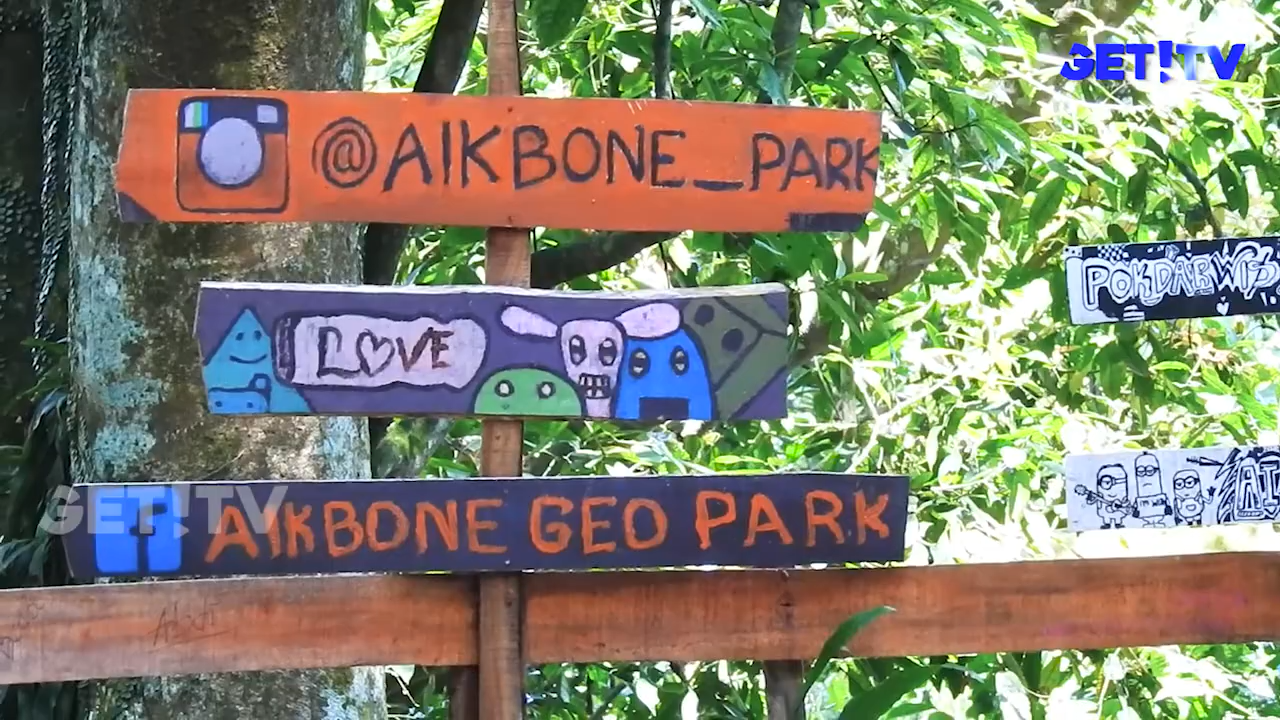 GET!TV
@AIKBONE_PARK
POKDARWIS
LOVE
GET!TV
AIKBONE GEO PARK